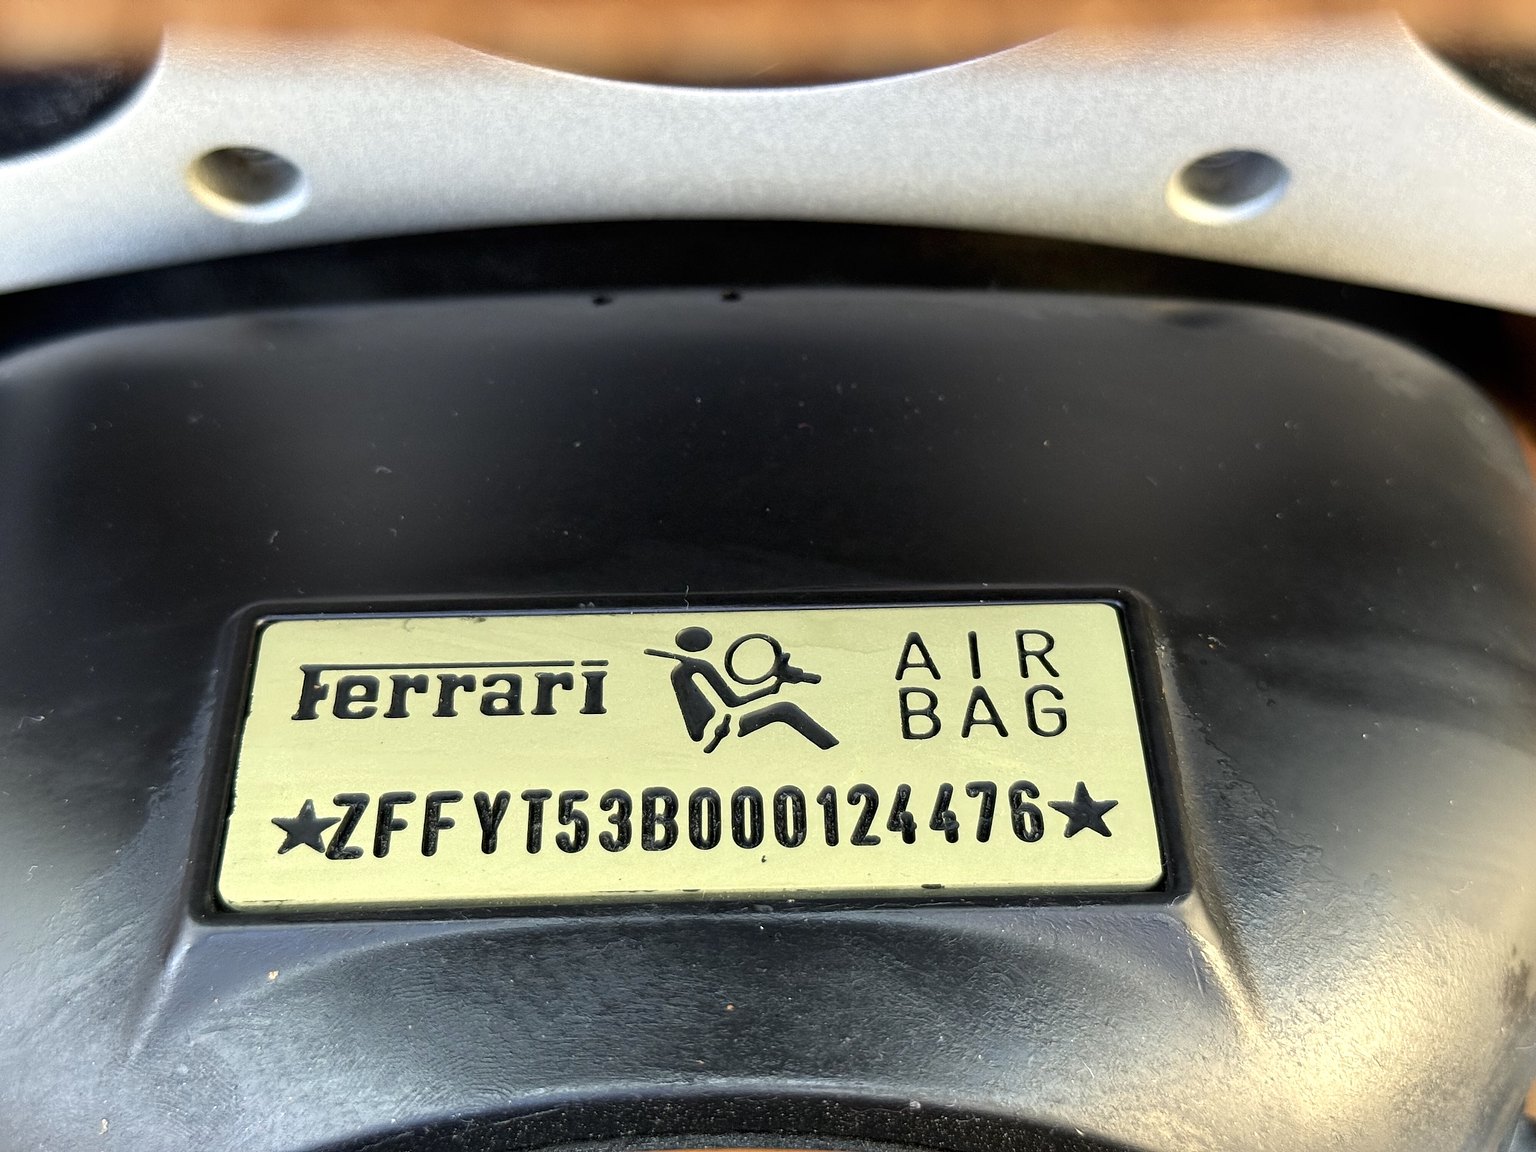 Ferrari AIR BAG
★ZFFYT53B000124476★